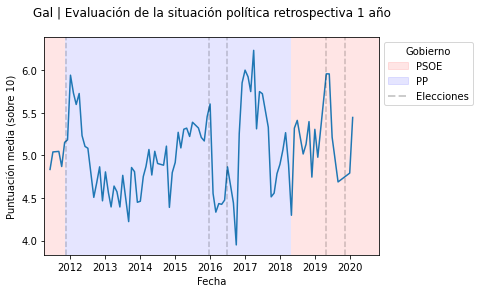 Gal | Evaluación de la situación política retrospectiva 1 año
Puntuación media (sobre 10)
6.0
5.5
5.0
4.5
4.0
2012 2013 2014 2015 2016 2017 2018 2019 2020
Fecha
Gobierno
PSOE
PP
Elecciones